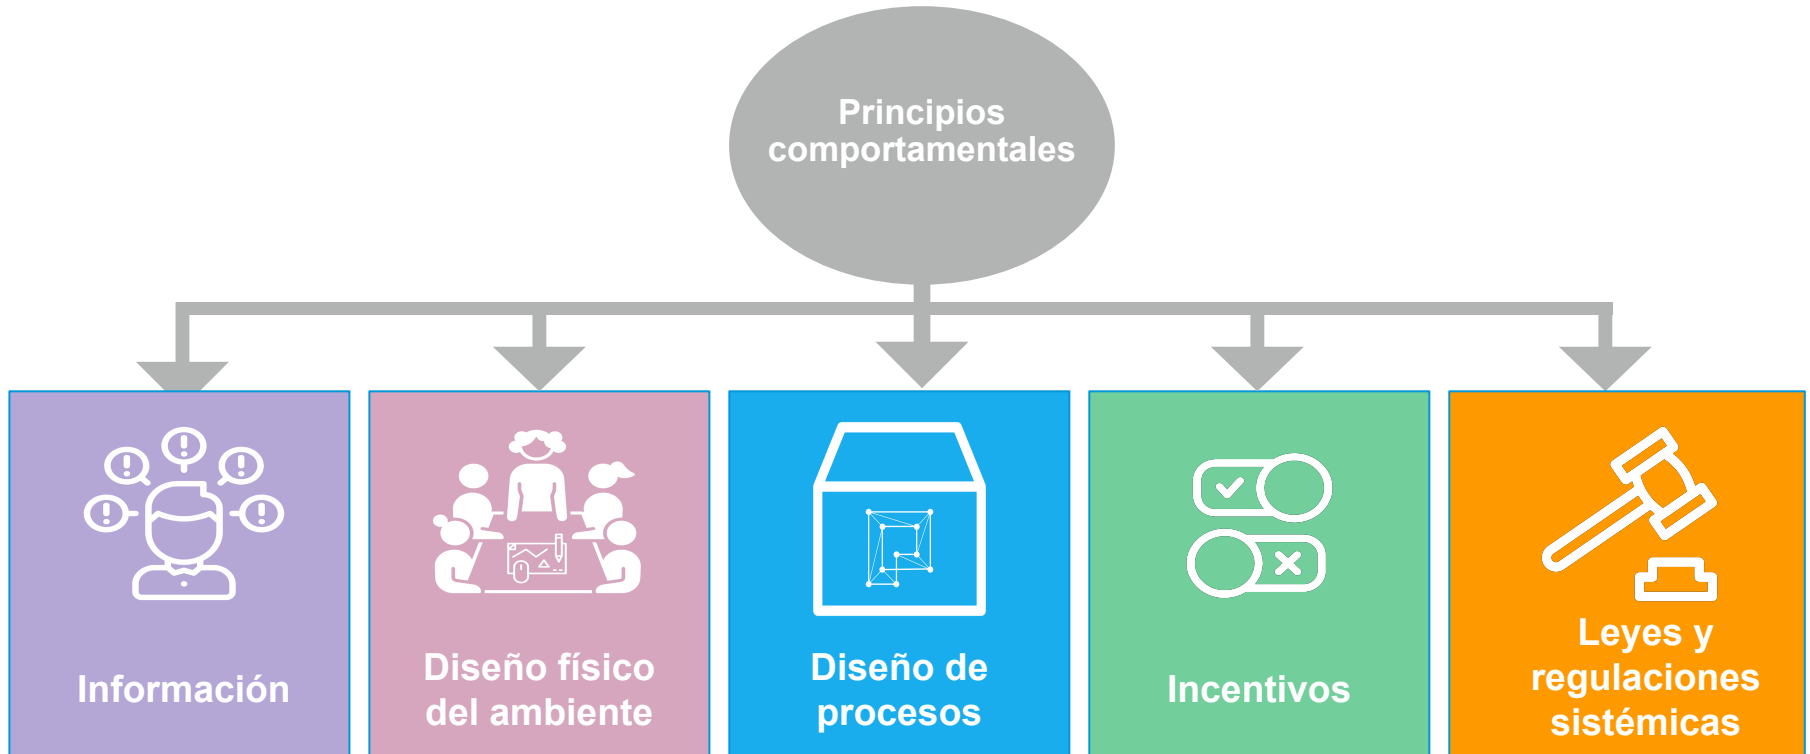 Principios
comportamentales
Información
Diseño físico
del ambiente
Diseño de
procesos
Incentivos
Leyes y
regulaciones
sistémicas